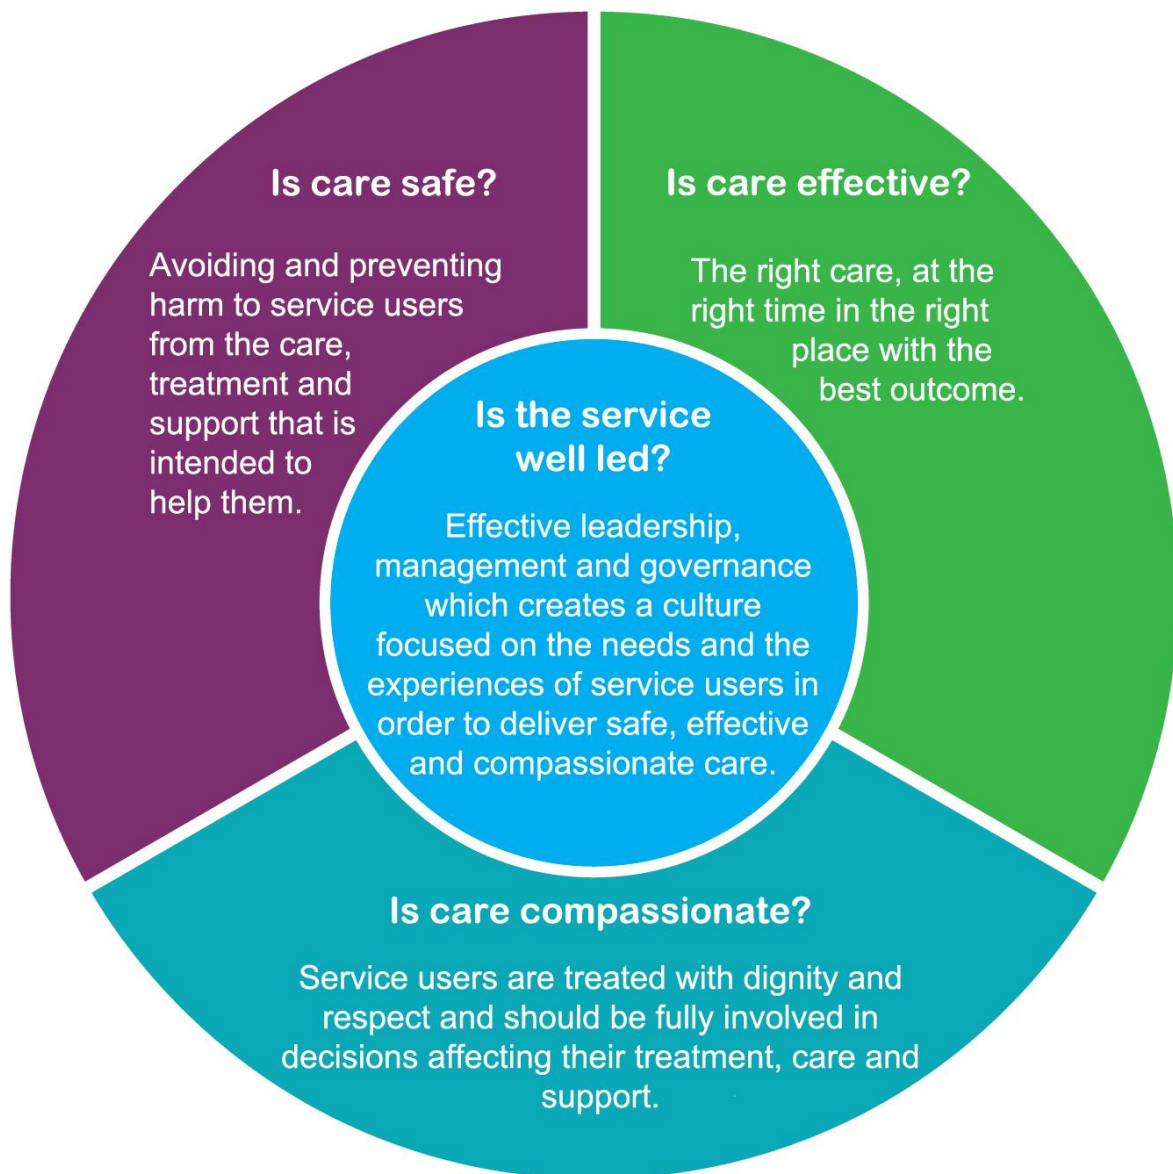 Is care safe?
Avoiding and preventing
harm to service users
from the care,
treatment and
support that is
intended to
help them.
Is care effective?
The right care, at the
right time in the right
place with the
best outcome.
Is the service
well led?
Effective leadership,
management and governance
which creates a culture
focused on the needs and the
experiences of service users in
order to deliver safe, effective
and compassionate care.
Is care compassionate?
Service users are treated with dignity and
respect and should be fully involved in
decisions affecting their treatment, care and
support.